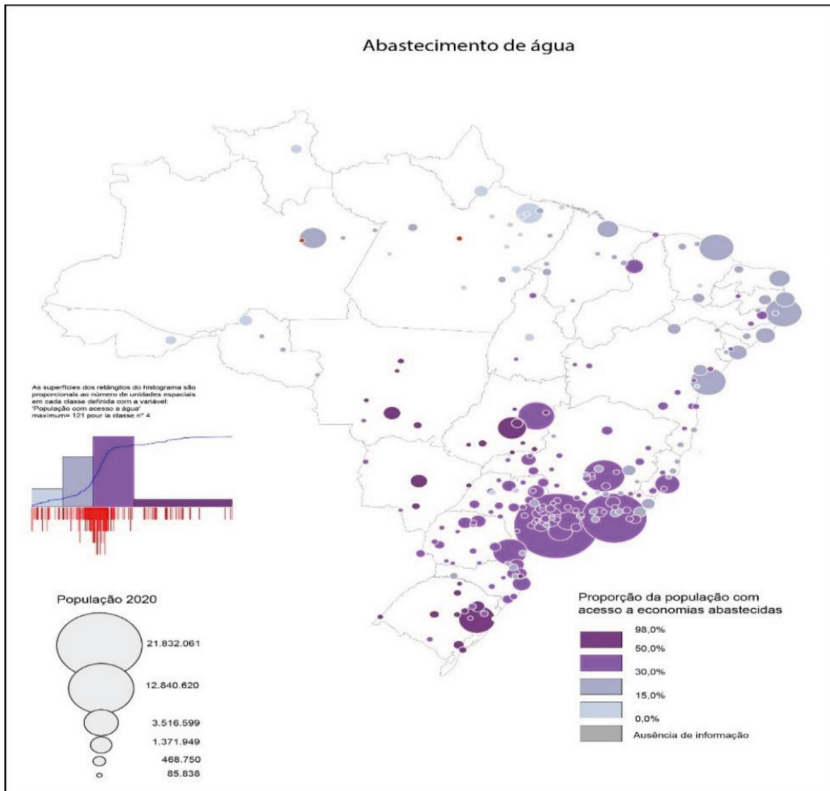 Abastecimento de água
As superfícies dos retângilos do histograma são
proporcionais ao número de unidades espaciais
em cada classe definida com a variável:
'População com acesso a água'
maximum= 121 pour la classe n° 4
População 2020
21.832.061
12.840.620
3.516.599
1.371.949
468.750
85.838
Proporção da população com
acesso a economias abastecidas
98,0%
50,0%
30,0%
15,0%
0,0%
Ausência de informação